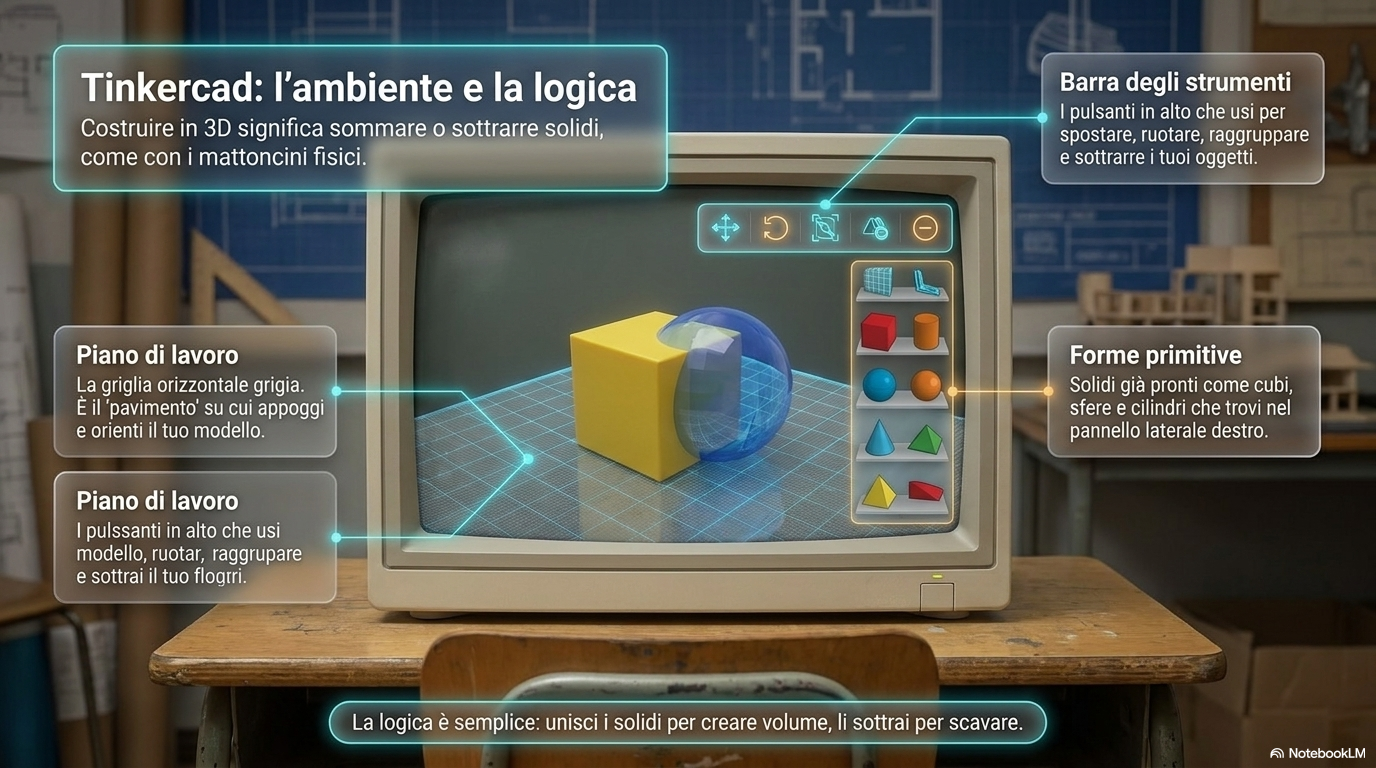 Tinkercad: l'ambiente e la logica
Costruire in 3D significa sommare o sottrarre solidi,
come con i mattoncini fisici.
Barra degli strumenti
I pulsanti in alto che usi per
spostare, ruotare, raggruppare
e sottrarre i tuoi oggetti.
Piano di lavoro
La griglia orizzontale grigia.
È il 'pavimento' su cui appoggi
e orienti il tuo modello.
Forme primitive
Solidi già pronti come cubi,
sfere e cilindri che trovi nel
pannello laterale destro.
Piano di lavoro
I pulssanti in alto che usi
modello, ruotar, raggrupare
e sottrai il tuo flogrri.
La logica è semplice: unisci i solidi per creare volume, li sottrai per scavare.
NotebookLM